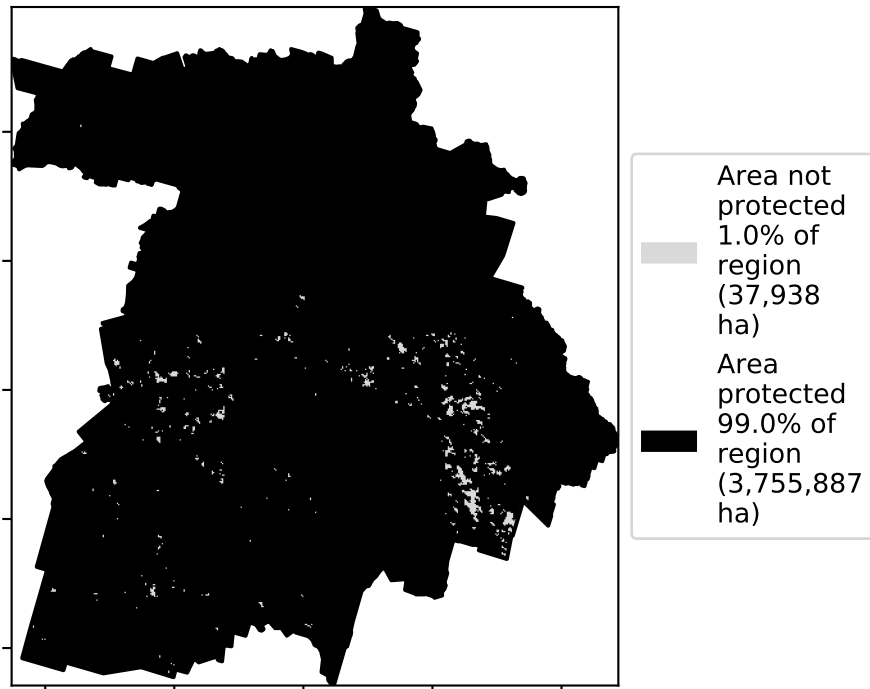 Area not
protected
1.0% of
region
(37,938
ha)
Area
protected
99.0% of
region
(3,755,887
ha)